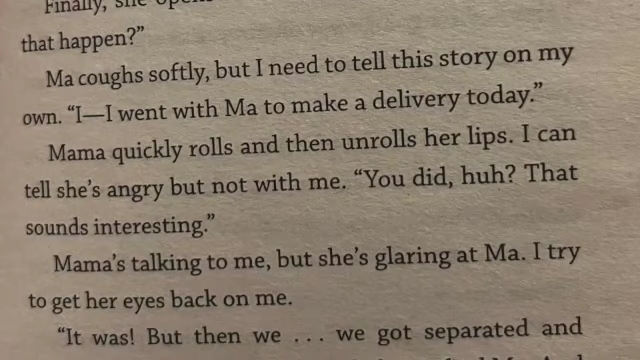 Finally, she
that happen?”
Ma coughs softly, but I need to tell this story on my
own. “I—I went with Ma to make a delivery today.”
Mama quickly rolls and then unrolls her lips. I can
tell she’s angry but not with me. “You did, huh? That
sounds interesting.”
Mama’s talking to me, but she’s glaring at Ma. I try
to get her eyes back on me.
“It was! But then we . . . we got separated and